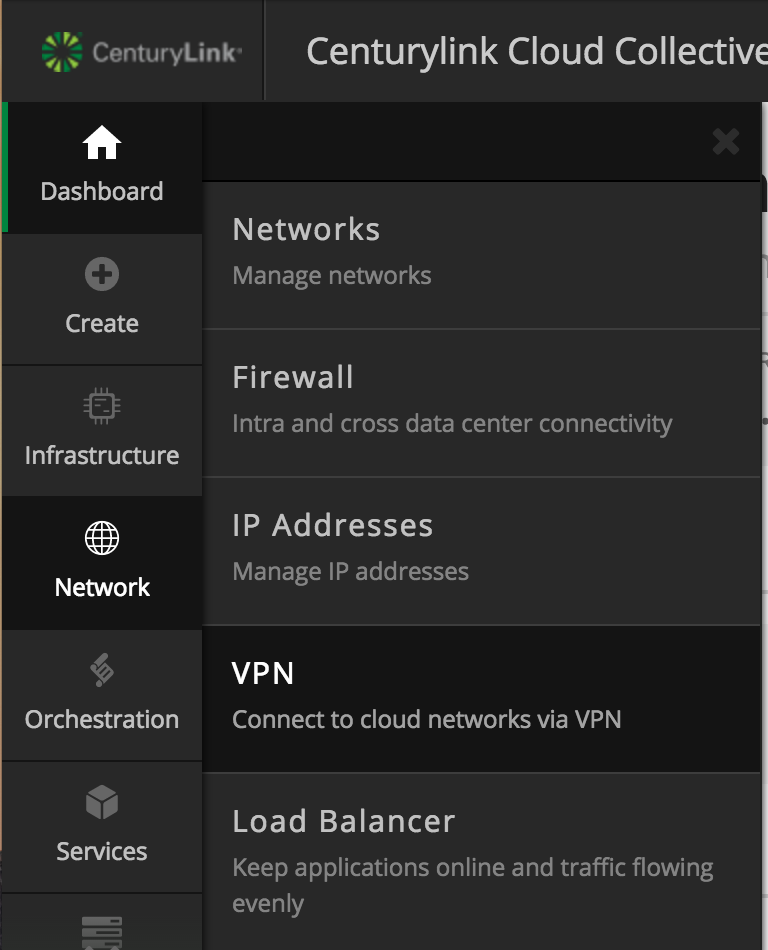 CenturyLink®
Centurylink Cloud Collective
Dashboard
Create
Infrastructure
Network
Orchestration
Services
Networks
Manage networks
Firewall
Intra and cross data center connectivity
IP Addresses
Manage IP addresses
VPN
Connect to cloud networks via VPN
Load Balancer
Keep applications online and traffic flowing
evenly